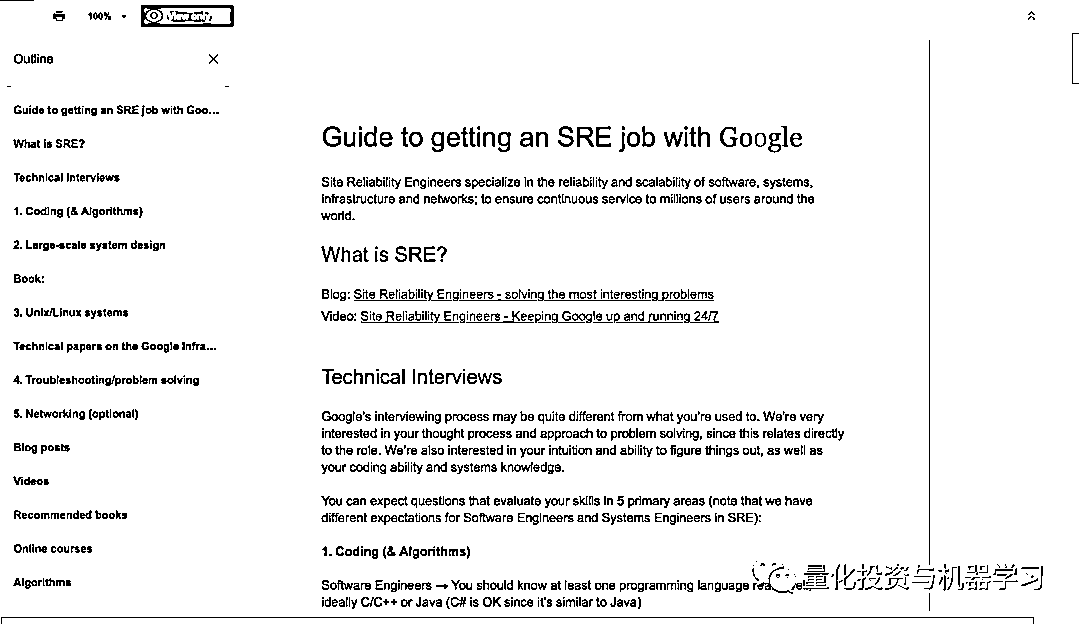 100%
View only
Outline
Guide to getting an SRE job with Goo...
What is SRE?
Technical Interviews
1. Coding (& Algorithms)
2. Large-scale system design
Book:
3. Unix/Linux systems
Technical papers on the Google Infra...
4. Troubleshooting/problem solving
5. Networking (optional)
Blog posts
Videos
Recommended books
Online courses
Algorithms
Guide to getting an SRE job with Google
Site Reliability Engineers specialize in the reliability and scalability of software, systems,
infrastructure and networks; to ensure continuous service to millions of users around the
world.
What is SRE?
Blog: Site Reliability Engineers - solving the most interesting problems
Video: Site Reliability Engineers - Keeping Google up and running 24/7
Technical Interviews
Google's interviewing process may be quite different from what you're used to. We're very
interested in your thought process and approach to problem solving, since this relates directly
to the role. We're also interested in your intuition and ability to figure things out, as well as
your coding ability and systems knowledge.
You can expect questions that evaluate your skills in 5 primary areas (note that we have
different expectations for Software Engineers and Systems Engineers in SRE):
1. Coding (& Algorithms)
Software Engineers → You should know at least one programming language
ideally C/C++ or Java (C# is OK since it's similar to Java)
量化投资与机器学习